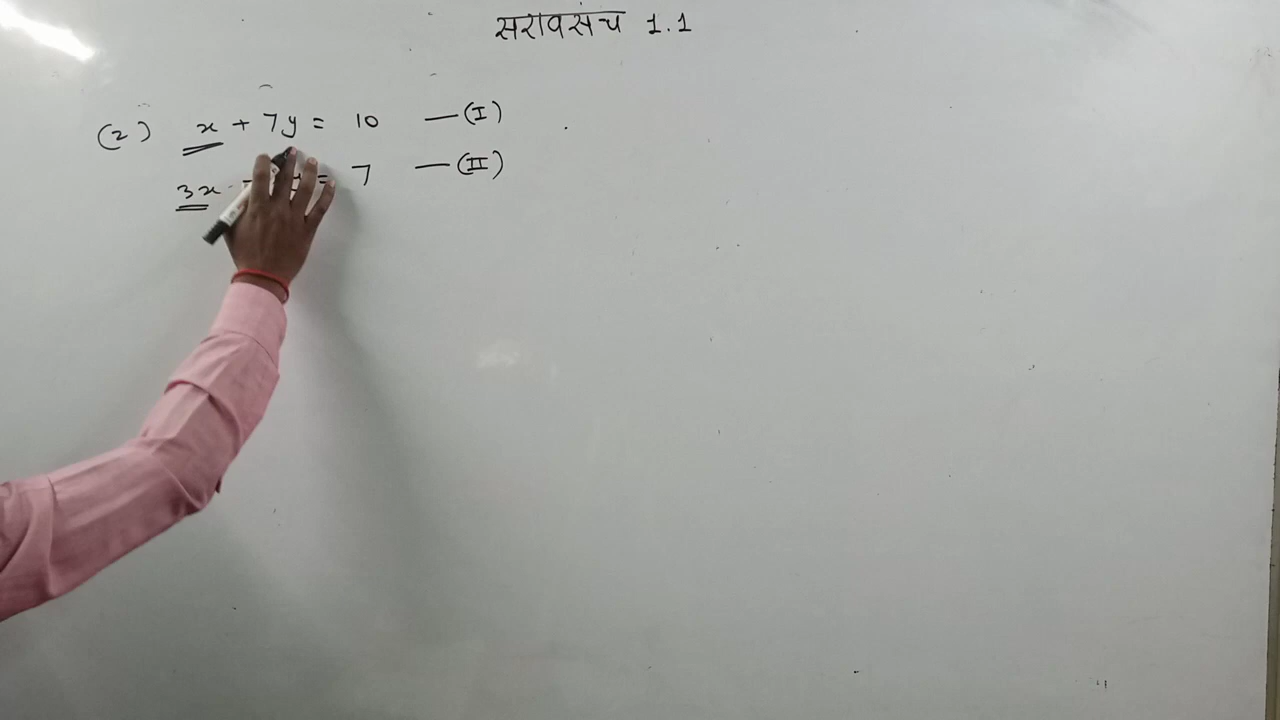 सरावसंच 1.1
(2) x + 7y = 10 — (I)
3x = 7 — (II)